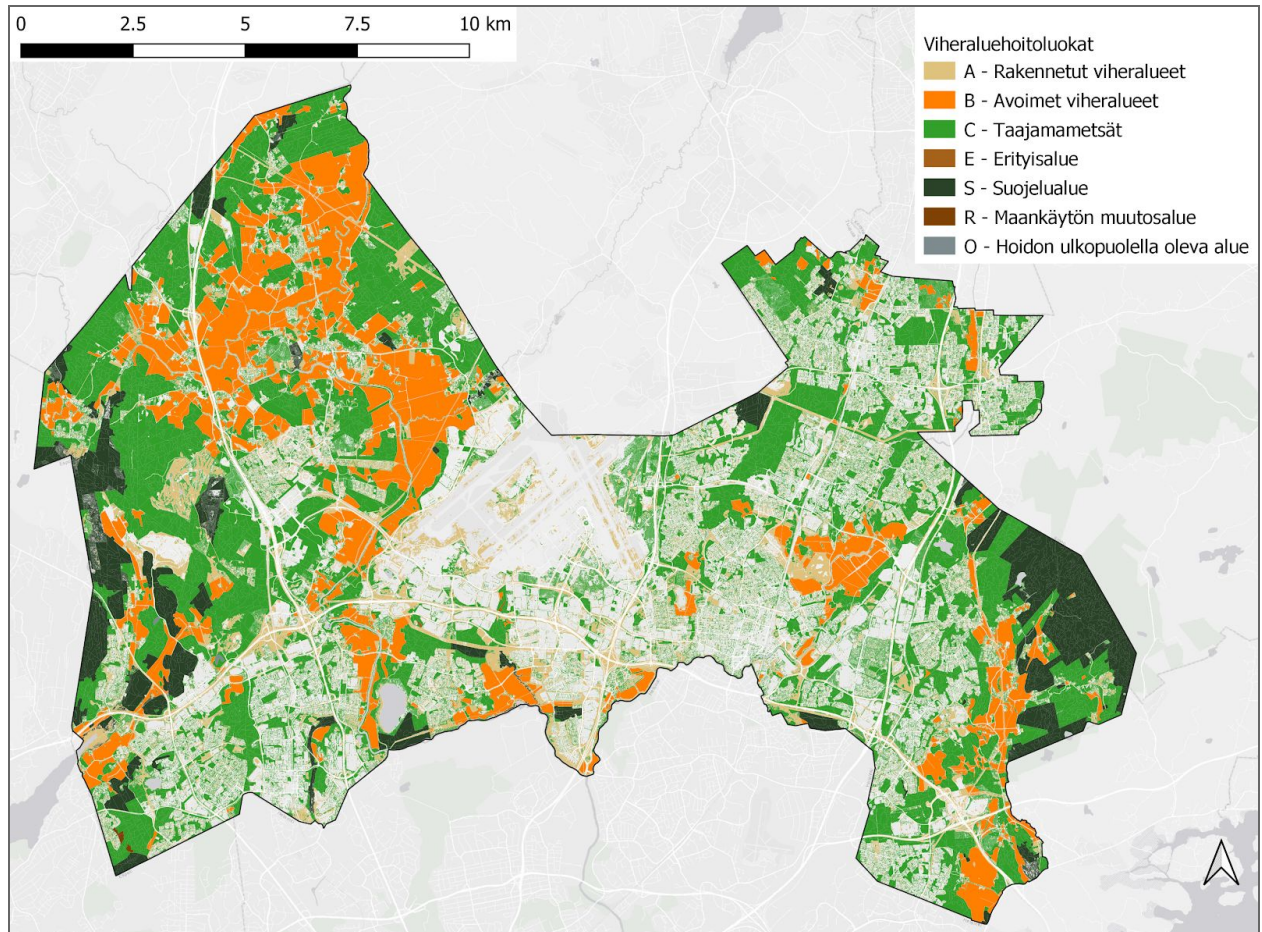 0 2.5 5 7.5 10 km
Viheraluehoitoluokat
A - Rakennetut viheralueet
B - Avoimet viheralueet
C - Taajamametsät
E - Erityisalue
S - Suojelualue
R - Maankäytön muutosalue
O - Hoidon ulkopuolella oleva alue